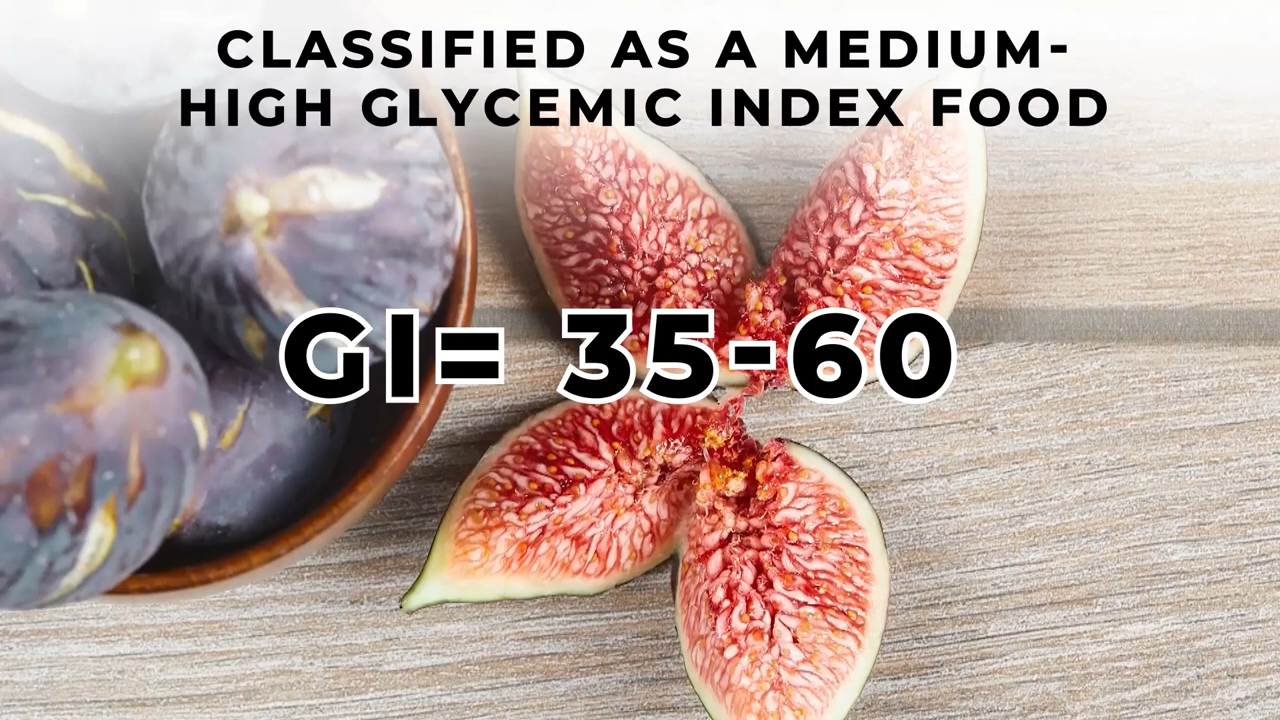 CLASSIFIED AS A MEDIUM-
HIGH GLYCEMIC INDEX FOOD
GI= 35-60